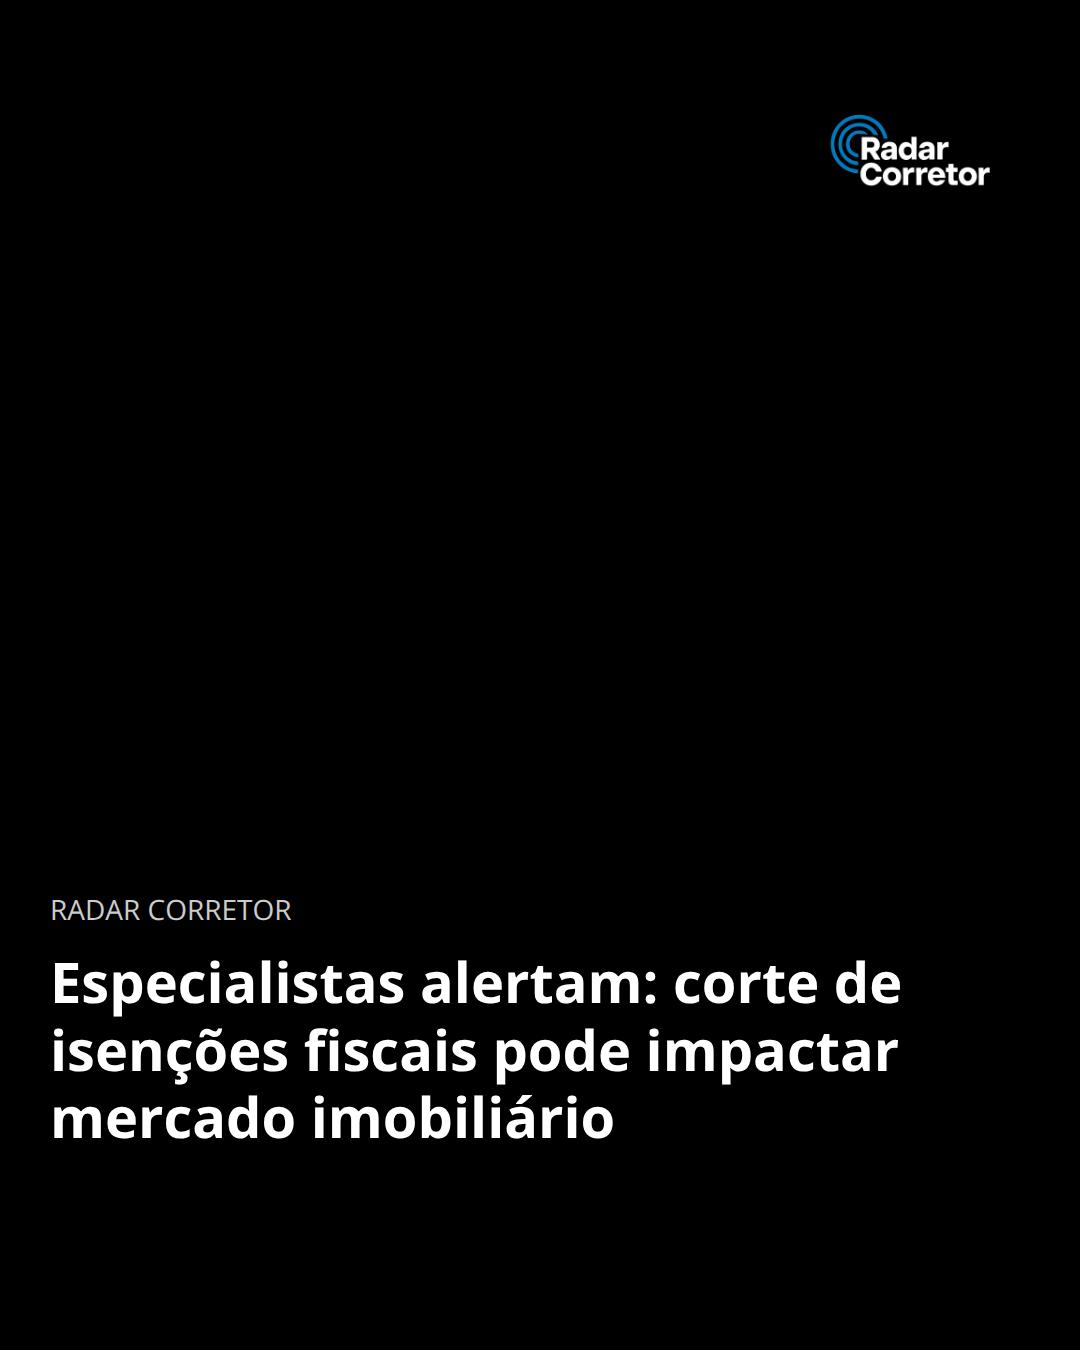 Radar
Corretor
RADAR CORRETOR
Especialistas alertam: corte de
isenções fiscais pode impactar
mercado imobiliário